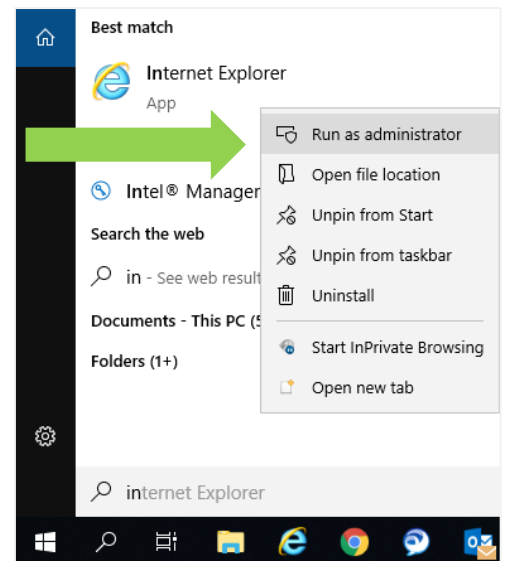 Best match
Internet Explorer
App
Run as administrator
Open file location
Intel® Manager
Unpin from Start
Search the web
Unpin from taskbar
in - See web result
Uninstall
Documents - This PC (5
Start InPrivate Browsing
Folders (1+)
Open new tab
internet Explorer